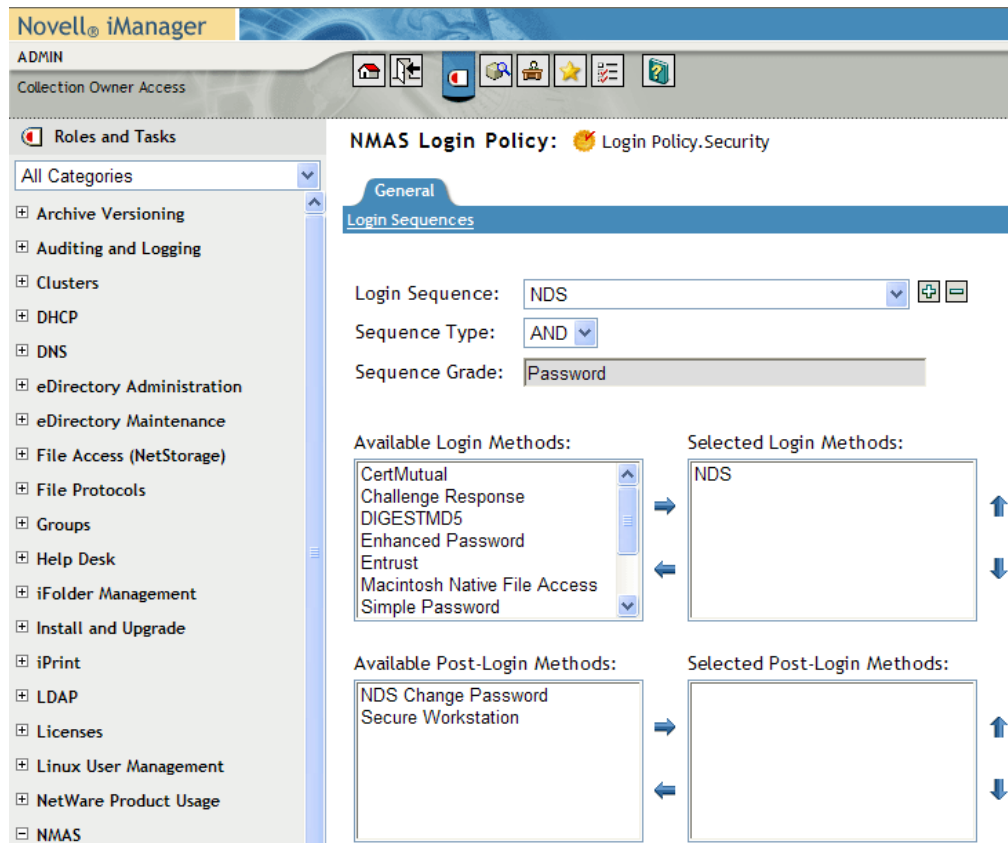 Novell® iManager
ADMIN
Collection Owner Access
Roles and Tasks
All Categories
Archive Versioning
Auditing and Logging
Clusters
DHCP
DNS
eDirectory Administration
eDirectory Maintenance
File Access (NetStorage)
File Protocols
Groups
Help Desk
iFolder Management
Install and Upgrade
iPrint
LDAP
Licenses
Linux User Management
NetWare Product Usage
NMAS
NMAS Login Policy: Login Policy.Security
General
Login Sequences
Login Sequence: NDS
Sequence Type: AND
Sequence Grade: Password
Available Login Methods:
CertMutual
Challenge Response
DIGESTMD5
Enhanced Password
Entrust
Macintosh Native File Access
Simple Password
Selected Login Methods:
NDS
Available Post-Login Methods:
NDS Change Password
Secure Workstation
Selected Post-Login Methods: